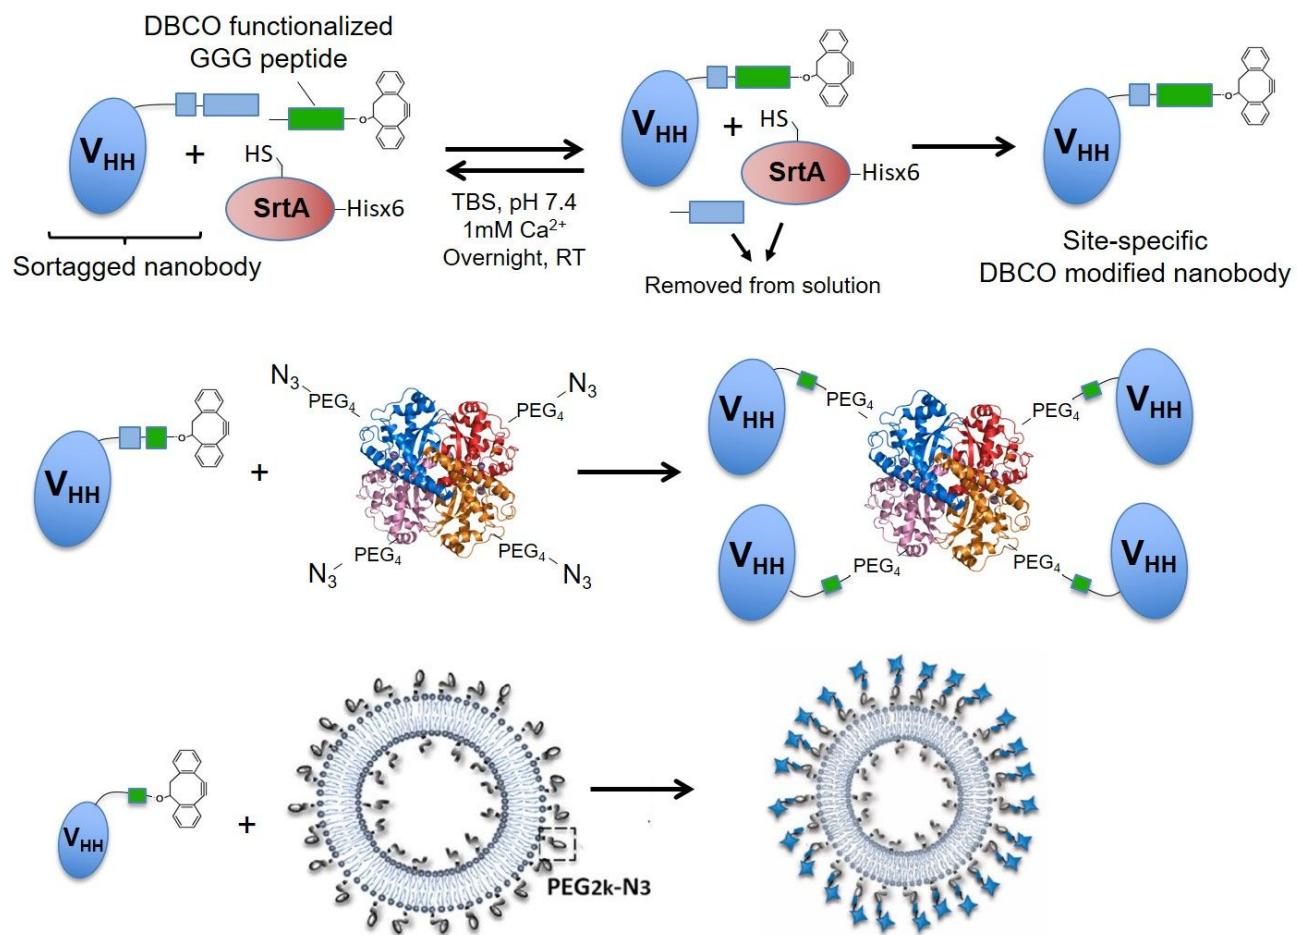 DBCO functionalized
GGG peptide
O
O
O
VHH
+
HS
SrtA
Hisx6
TBS, pH 7.4
1mM Ca2+
Overnight, RT
VHH
+
HS
SrtA
Hisx6
VHH
Sortagged nanobody
Removed from solution
Site-specific
DBCO modified nanobody
N3
PEG4
N3
PEG4
VHH
O
+
N3
PEG4
N3
PEG4
VHH
PEG4
VHH
PEG4
VHH
PEG4
VHH
PEG4
VHH
O
+
PEG2k-N3